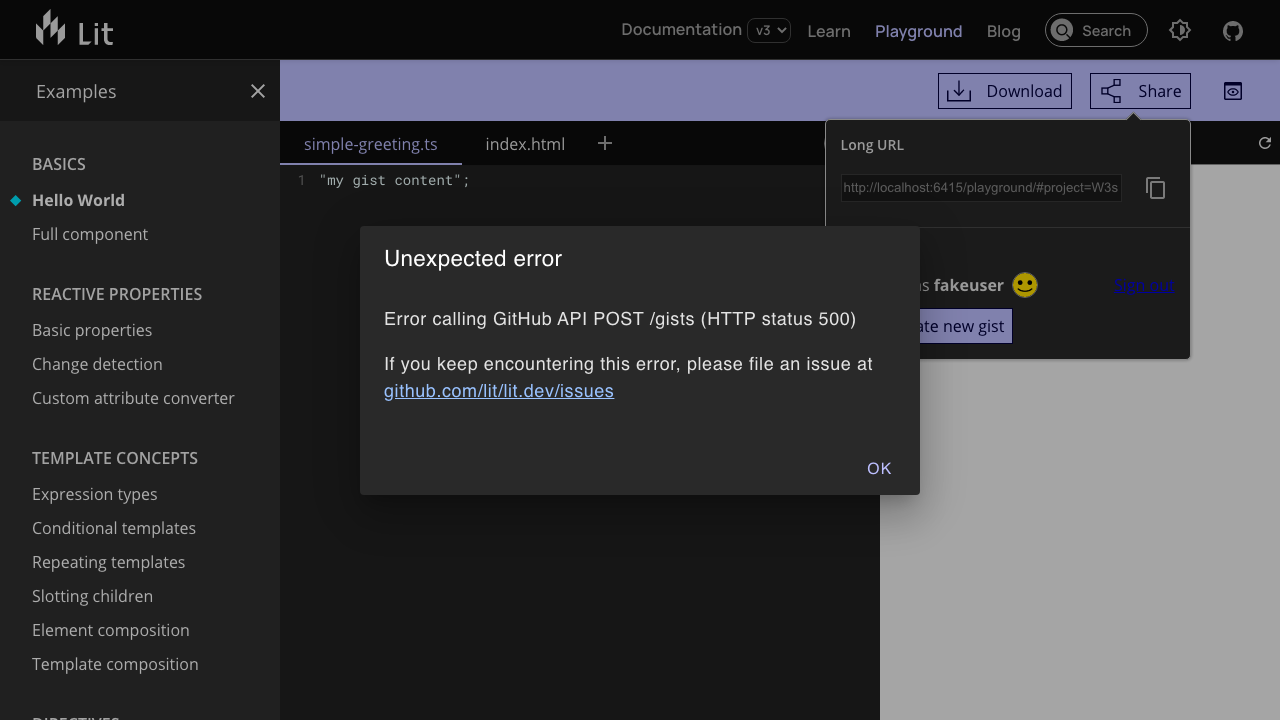 Lit
Documentation v3
Learn
Playground
Blog
Search
Examples
Download
Share
BASICS
Hello World
Full component
REACTIVE PROPERTIES
Basic properties
Change detection
Custom attribute converter
TEMPLATE CONCEPTS
Expression types
Conditional templates
Repeating templates
Slotting children
Element composition
Template composition
simple-greeting.ts
index.html
1 "my gist content";
Long URL
http://localhost:6415/playground/#project=W3s
fakeuser
Sign out
new gist
Unexpected error
Error calling GitHub API POST /gists (HTTP status 500)
If you keep encountering this error, please file an issue at
github.com/lit/lit.dev/issues
OK